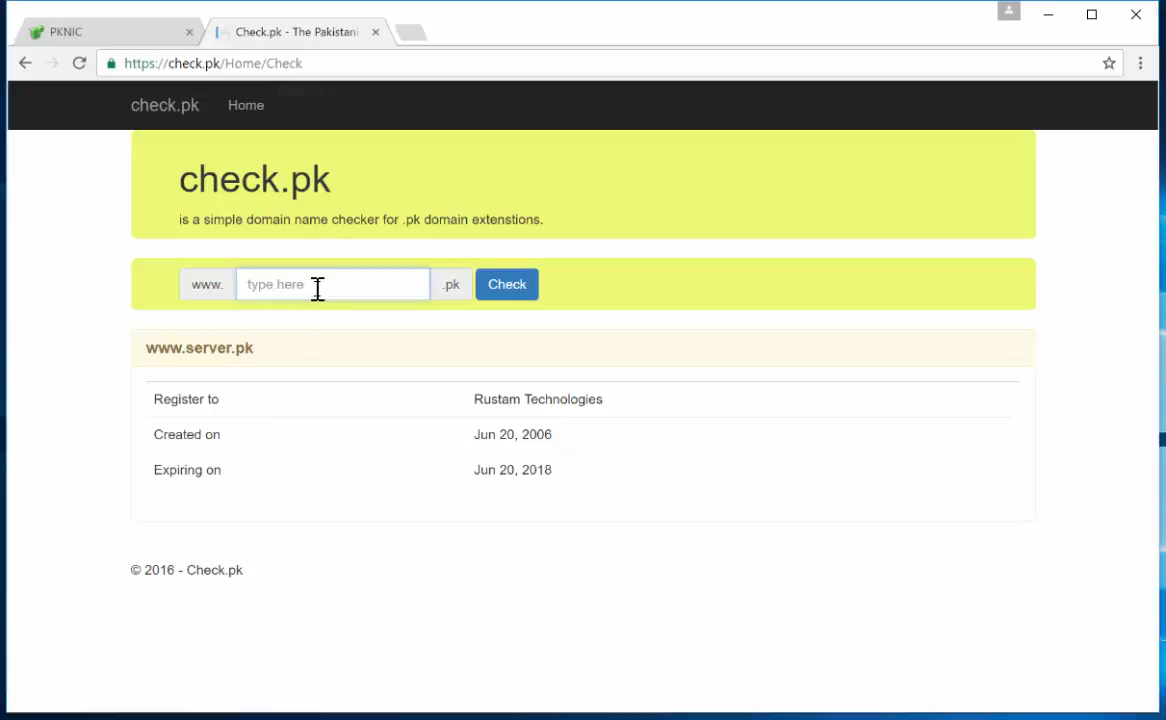 PKNIC
Check.pk - The Pakistani
https://check.pk/Home/Check
check.pk Home
check.pk
is a simple domain name checker for .pk domain extenstions.
www. type here .pk Check
www.server.pk
Register to Rustam Technologies
Created on Jun 20, 2006
Expiring on Jun 20, 2018
© 2016 - Check.pk